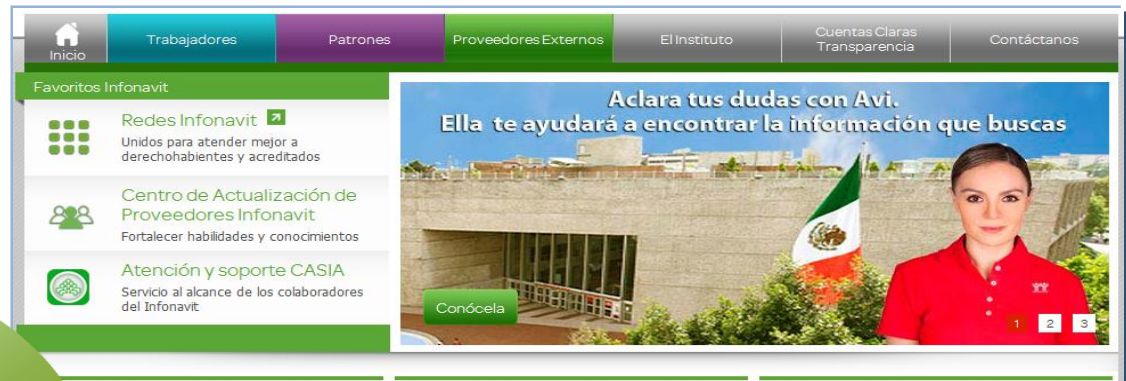 Inicio
Trabajadores
Patrones
Proveedores Externos
El Instituto
Cuentas Claras
Transparencia
Contáctanos
Favoritos Infonavit
Redes Infonavit
Unidos para atender mejor a
derechohabientes y acreditados
Centro de Actualización de
Proveedores Infonavit
Fortalecer habilidades y conocimientos
Atención y soporte CASIA
Servicio al alcance de los colaboradores
del Infonavit
Aclara tus dudas con Avi.
Ella te ayudará a encontrar la información que buscas
Conócela
1 2 3